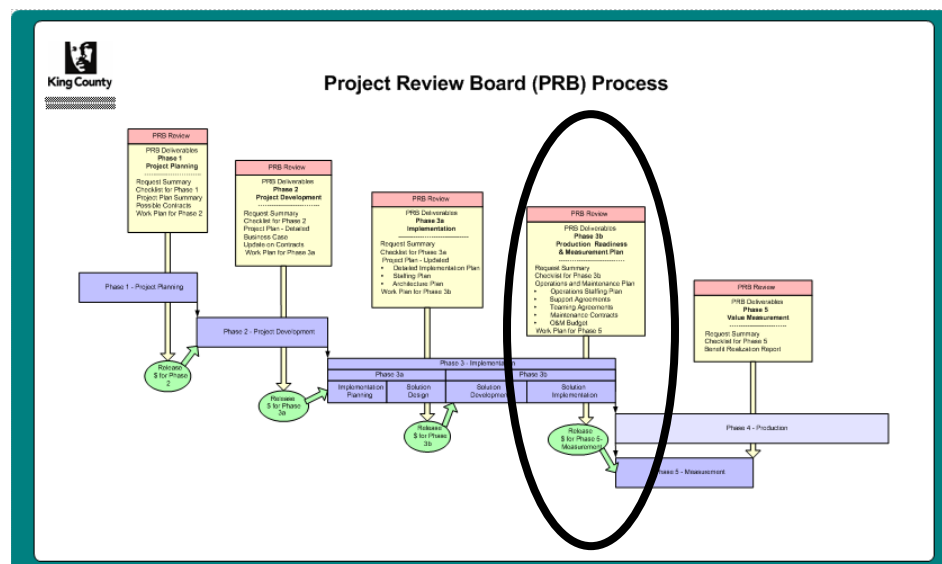 King County
Project Review Board (PRB) Process
PRB Review
PRB Deliverables
Phase 1
Project Planning
Request Summary
Checklist for Phase 1
Project Plan Summary
Possible Contracts
Work Plan for Phase 2
PRB Review
PRB Deliverables
Phase 2
Project Development
Request Summary
Checklist for Phase 2
Project Plan - Detailed
Business Case
Update on Contracts
Work Plan for Phase 3a
PRB Review
PRB Deliverables
Phase 3a
Implementation
Request Summary
Checklist for Phase 3a
Project Plan - Updated
• Detailed Implementation Plan
• Staffing Plan
• Architecture Plan
Work Plan for Phase 3b
PRB Review
PRB Deliverables
Phase 3b
Production Readiness
& Measurement Plan
Request Summary
Checklist for Phase 3b
Operations and Maintenance Plan
• Operations Staffing Plan
• Support Agreements
• Teaming Agreements
• Maintenance Contracts
• O&M Budget
Work Plan for Phase 5
PRB Review
PRB Deliverables
Phase 5
Value Measurement
Request Summary
Checklist for Phase 5
Benefit Realization Report
Phase 1 - Project Planning
Phase 2 - Project Development
Phase 3 - Implementation
Phase 3a
Phase 3b
Implementation
Planning
Solution
Design
Solution
Development
Solution
Implementation
Phase 4 - Production
Phase 5 - Measurement
Release
$ for Phase
2
Release
$ for Phase
3a
Release
$ for Phase
3b
Release
$ for Phase 5-
Measurement